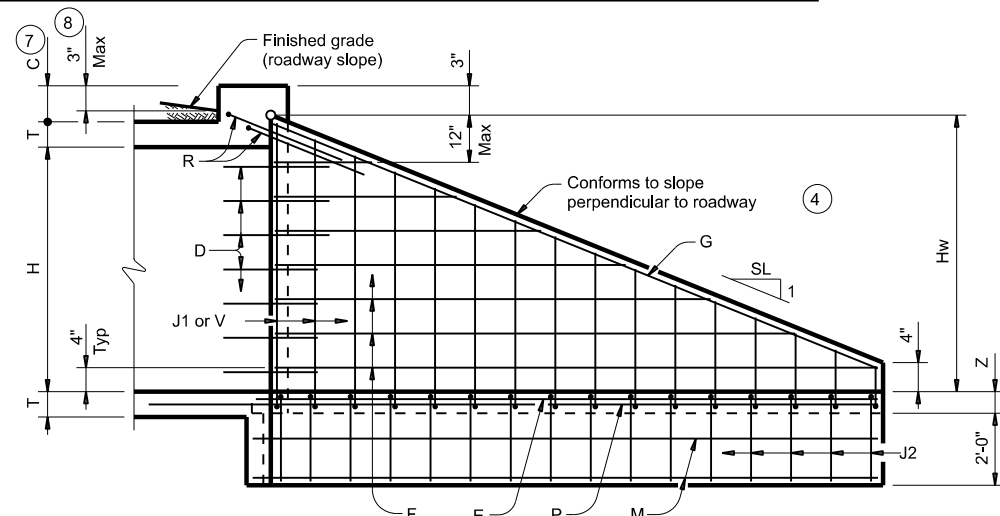 7
8
C
3"
Max
Finished grade
(roadway slope)
3"
T
R
12"
Max
Conforms to slope
perpendicular to roadway
4
G
D
SL
1
H
Hw
J1 or V
4"
Typ
4"
Z
T
2'-0"
J2
F
E
P
M